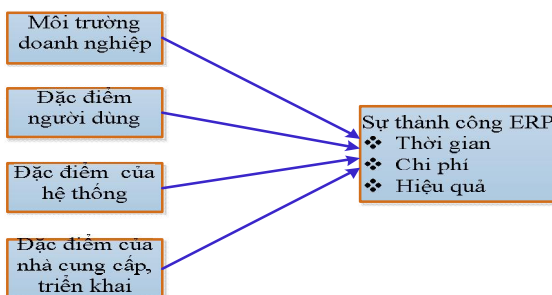 Môi trường
doanh nghiệp
Đặc điểm
người dùng
Đặc điểm của
hệ thống
Đặc điểm của
nhà cung cấp,
triển khai
Sự thành công ERP
❖ Thời gian
❖ Chi phí
❖ Hiệu quả